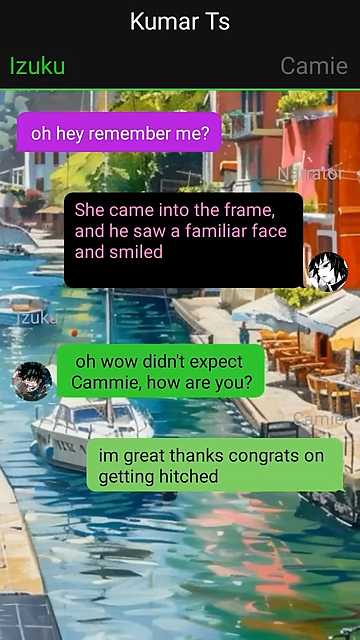 Kumar Ts
Izuku
Camie
oh hey remember me?
Narrator
She came into the frame,
and he saw a familiar face
and smiled
Izuku
oh wow didn't expect
Cammie, how are you?
Camie
im great thanks congrats on
getting hitched